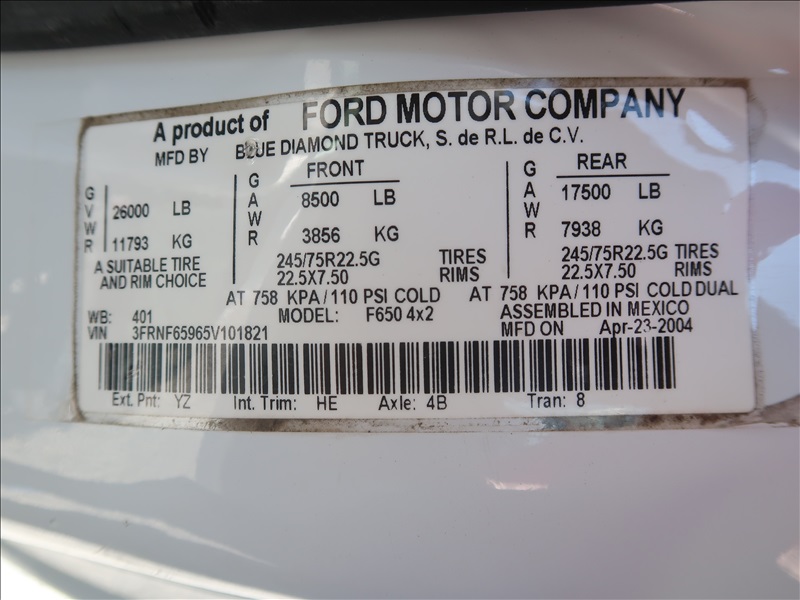 A product of FORD MOTOR COMPANY
MFD BY BLUE DIAMOND TRUCK, S. de R.L. de C.V.
GVWR 26000 LB
11793 KG
A SUITABLE TIRE
AND RIM CHOICE
GAWR FRONT
8500 LB
3856 KG
245/75R22.5G TIRES
22.5X7.50 RIMS
AT 758 KPA/110 PSI COLD
GAWR REAR
17500 LB
7938 KG
245/75R22.5G TIRES
22.5X7.50 RIMS
AT 758 KPA/110 PSI COLD DUAL
WB: 401 MODEL: F650 4x2 ASSEMBLED IN MEXICO
VIN 3FRNF65965V101821 MFD ON Apr-23-2004
Ext. Pnt: YZ Int. Trim: HE Axle: 4B Tran: 8